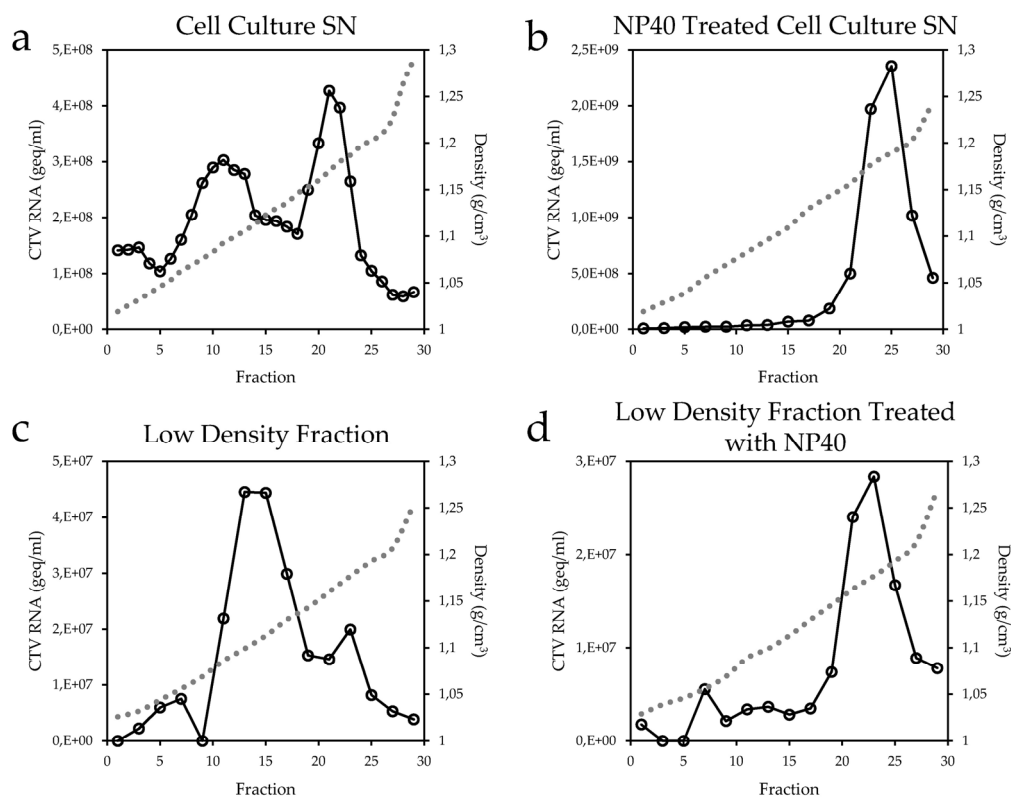 a
Cell Culture SN
5,E+08
4,E+08
3,E+08
2,E+08
1,E+08
0,E+00
CTV RNA (geq/ml)
1,3
1,25
1,2
1,15
1,1
1,05
1
Density (g/cm³)
0 5 10 15 20 25 30
Fraction
b
NP40 Treated Cell Culture SN
2,5E+09
2,0E+09
1,5E+09
1,0E+09
5,0E+08
0,0E+00
CTV RNA (geq/ml)
1,3
1,25
1,2
1,15
1,1
1,05
1
Density (g/cm³)
0 5 10 15 20 25 30
Fraction
c
Low Density Fraction
5,E+07
4,E+07
3,E+07
2,E+07
1,E+07
0,E+00
CTV RNA (geq/ml)
1,3
1,25
1,2
1,15
1,1
1,05
1
Density (g/cm³)
0 5 10 15 20 25 30
Fraction
d
Low Density Fraction Treated
with NP40
3,E+07
2,E+07
1,E+07
0,E+00
CTV RNA (geq/ml)
1,3
1,25
1,2
1,15
1,1
1,05
1
Density (g/cm³)
0 5 10 15 20 25 30
Fraction